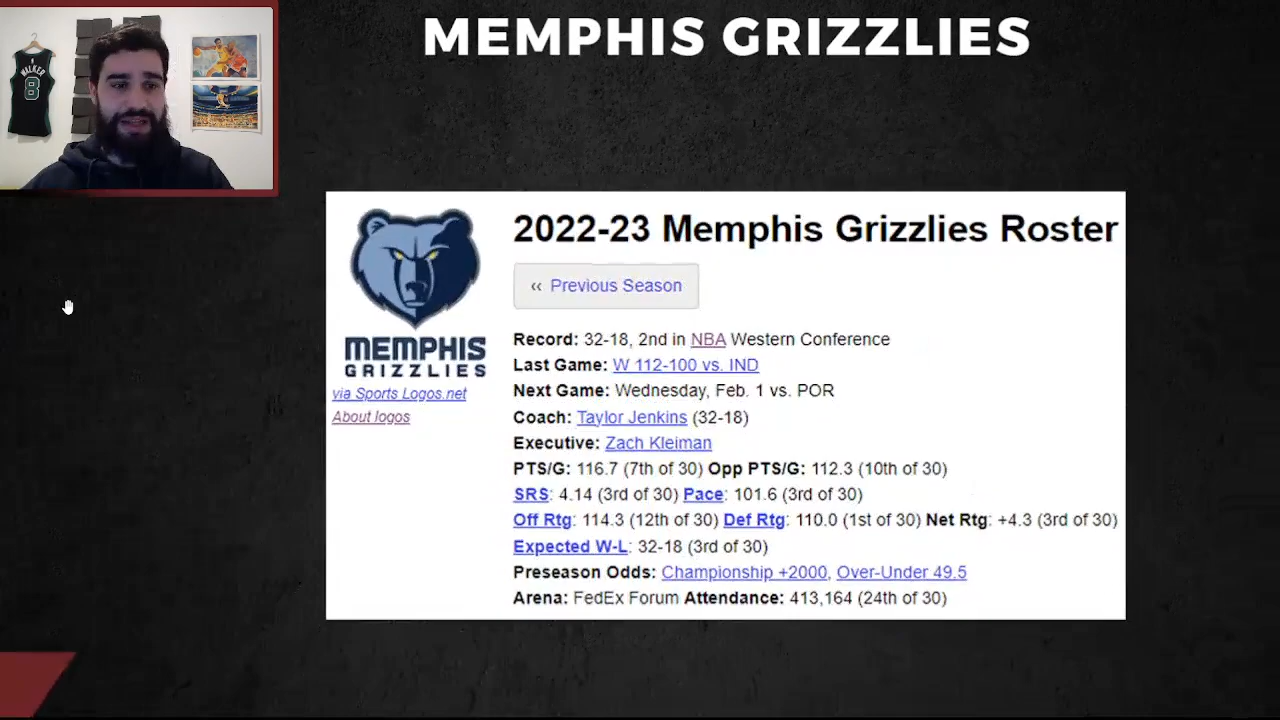 MEMPHIS GRIZZLIES
WALKER
8
2022-23 Memphis Grizzlies Roster
‹‹ Previous Season
MEMPHIS
GRIZZLIES
via Sports Logos.net
About logos
Record: 32-18, 2nd in NBA Western Conference
Last Game: W 112-100 vs. IND
Next Game: Wednesday, Feb. 1 vs. POR
Coach: Taylor Jenkins (32-18)
Executive: Zach Kleiman
PTS/G: 116.7 (7th of 30) Opp PTS/G: 112.3 (10th of 30)
SRS: 4.14 (3rd of 30) Pace: 101.6 (3rd of 30)
Off Rtg: 114.3 (12th of 30) Def Rtg: 110.0 (1st of 30) Net Rtg: +4.3 (3rd of 30)
Expected W-L: 32-18 (3rd of 30)
Preseason Odds: Championship +2000, Over-Under 49.5
Arena: FedEx Forum Attendance: 413,164 (24th of 30)